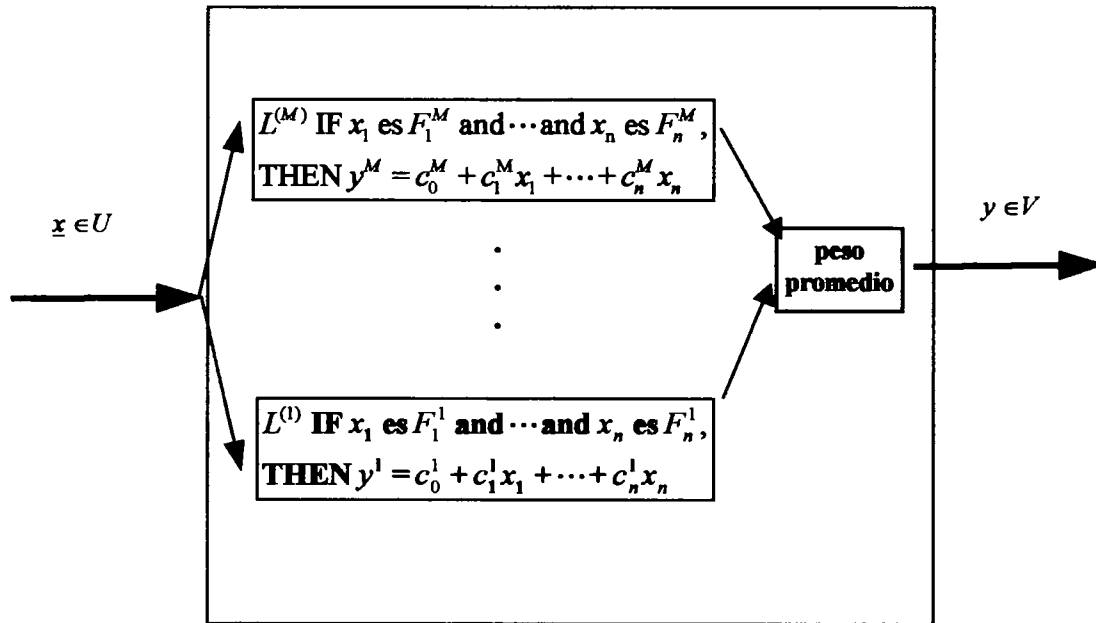 L^{(M)} IF x_1 es F_1^M and ⋯ and x_n es F_n^M,
THEN y^M = c_0^M + c_1^M x_1 + ⋯ + c_n^M x_n
x ∈ U
y ∈ V
peso
promedio
L^{(1)} IF x_1 es F_1^1 and ⋯ and x_n es F_n^1,
THEN y^1 = c_0^1 + c_1^1 x_1 + ⋯ + c_n^1 x_n